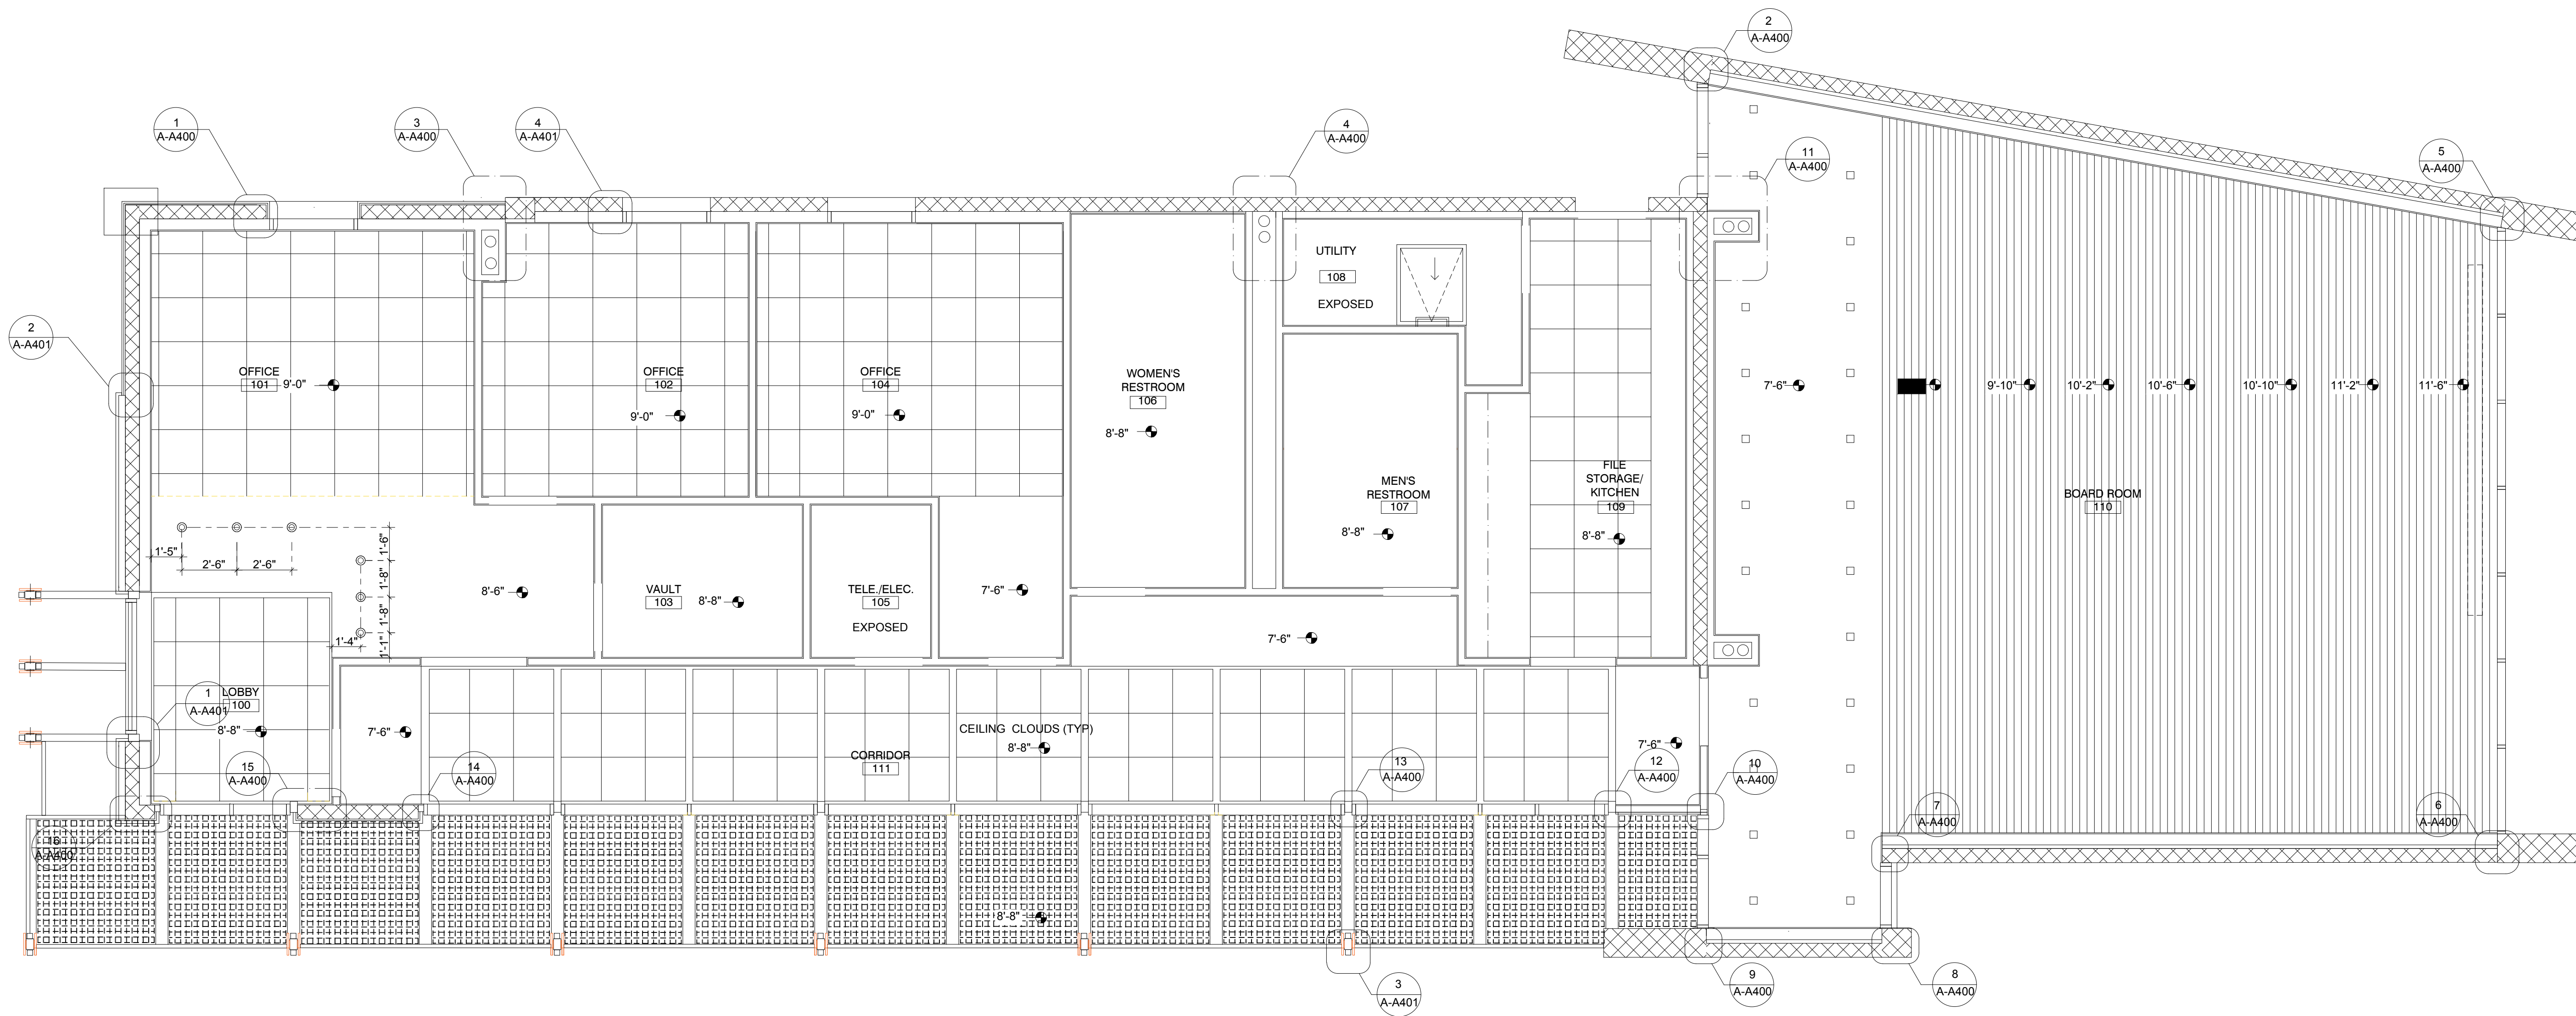 2
A-A400
1
A-A400
3
A-A400
4
A-A401
4
A-A400
11
A-A400
5
A-A400
2
A-A401
UTILITY
108
EXPOSED
OFFICE
101
9'-0"
OFFICE
102
9'-0"
OFFICE
104
9'-0"
WOMEN'S
RESTROOM
106
8'-8"
7'-6"
9'-10"
10'-2"
10'-6"
10'-10"
11'-2"
11'-6"
MEN'S
RESTROOM
107
8'-8"
FILE
STORAGE/
KITCHEN
109
8'-8"
BOARD ROOM
110
1'-5"
2'-6"
2'-6"
1'-6"
1'-8"
1'-8"
1'-1"
1'-4"
8'-6"
VAULT
103
8'-8"
TELE./ELEC.
105
EXPOSED
7'-6"
7'-6"
1
A-A401
LOBBY
100
8'-8"
7'-6"
CEILING CLOUDS (TYP)
8'-8"
CORRIDOR
111
7'-6"
15
A-A400
14
A-A400
13
A-A400
12
A-A400
10
A-A400
7
A-A400
6
A-A400
16
A-A400
8'-8"
3
A-A401
9
A-A400
8
A-A400